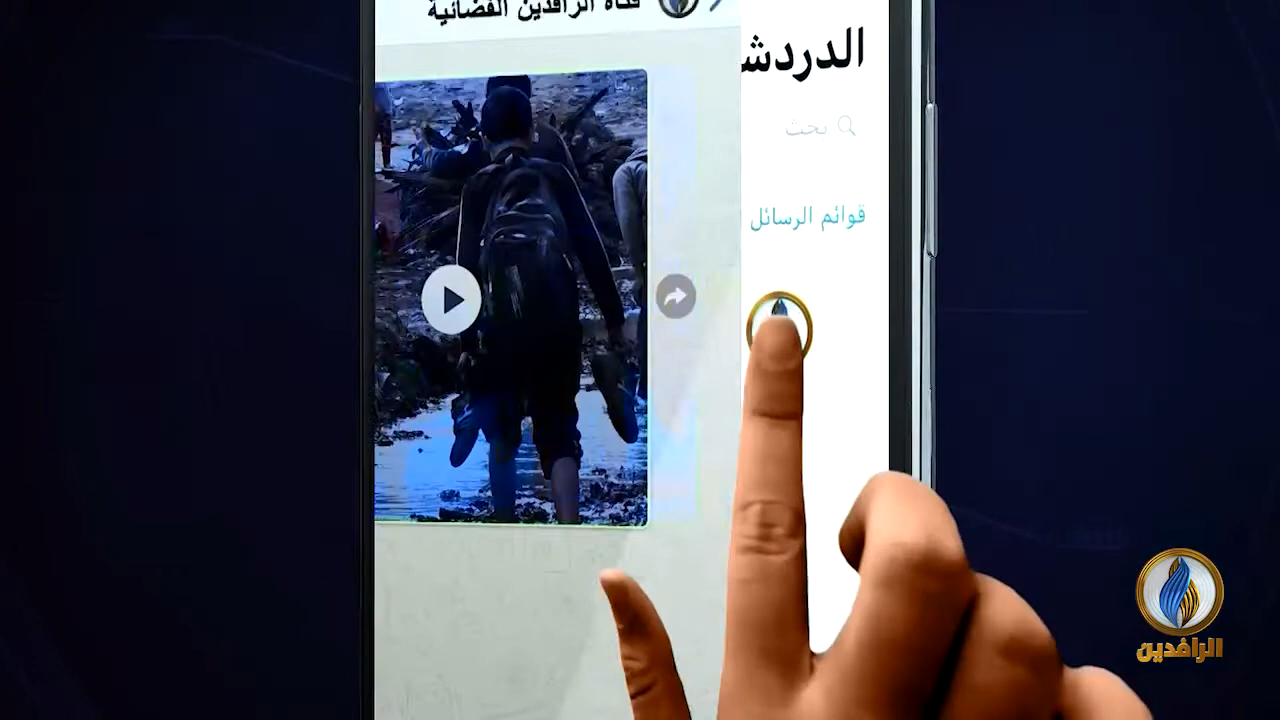 قناة الرافدين الفضائية
الدردش
بحث
قوائم الرسائل
الرافدين